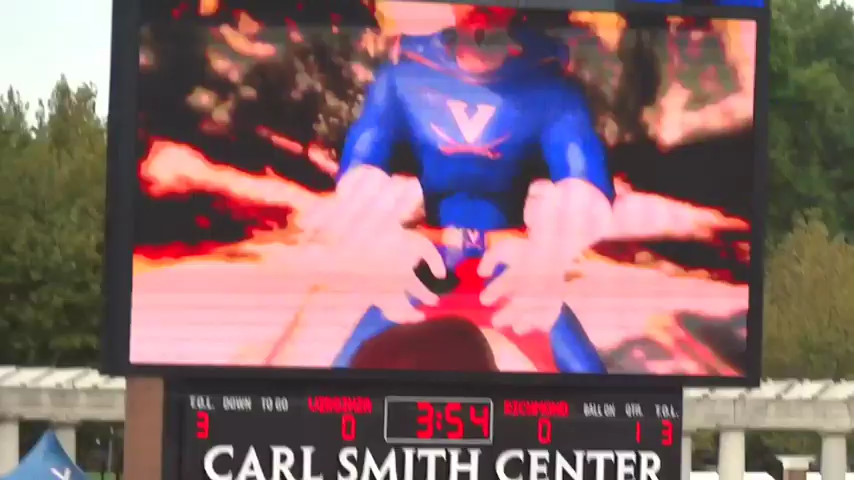 V
V
T.O.L. DOWN TO GO VIRGINIA 3:54 RICHMOND BALL ON QTR. T.O.L.
3 0 0 1 3
CARL SMITH CENTER